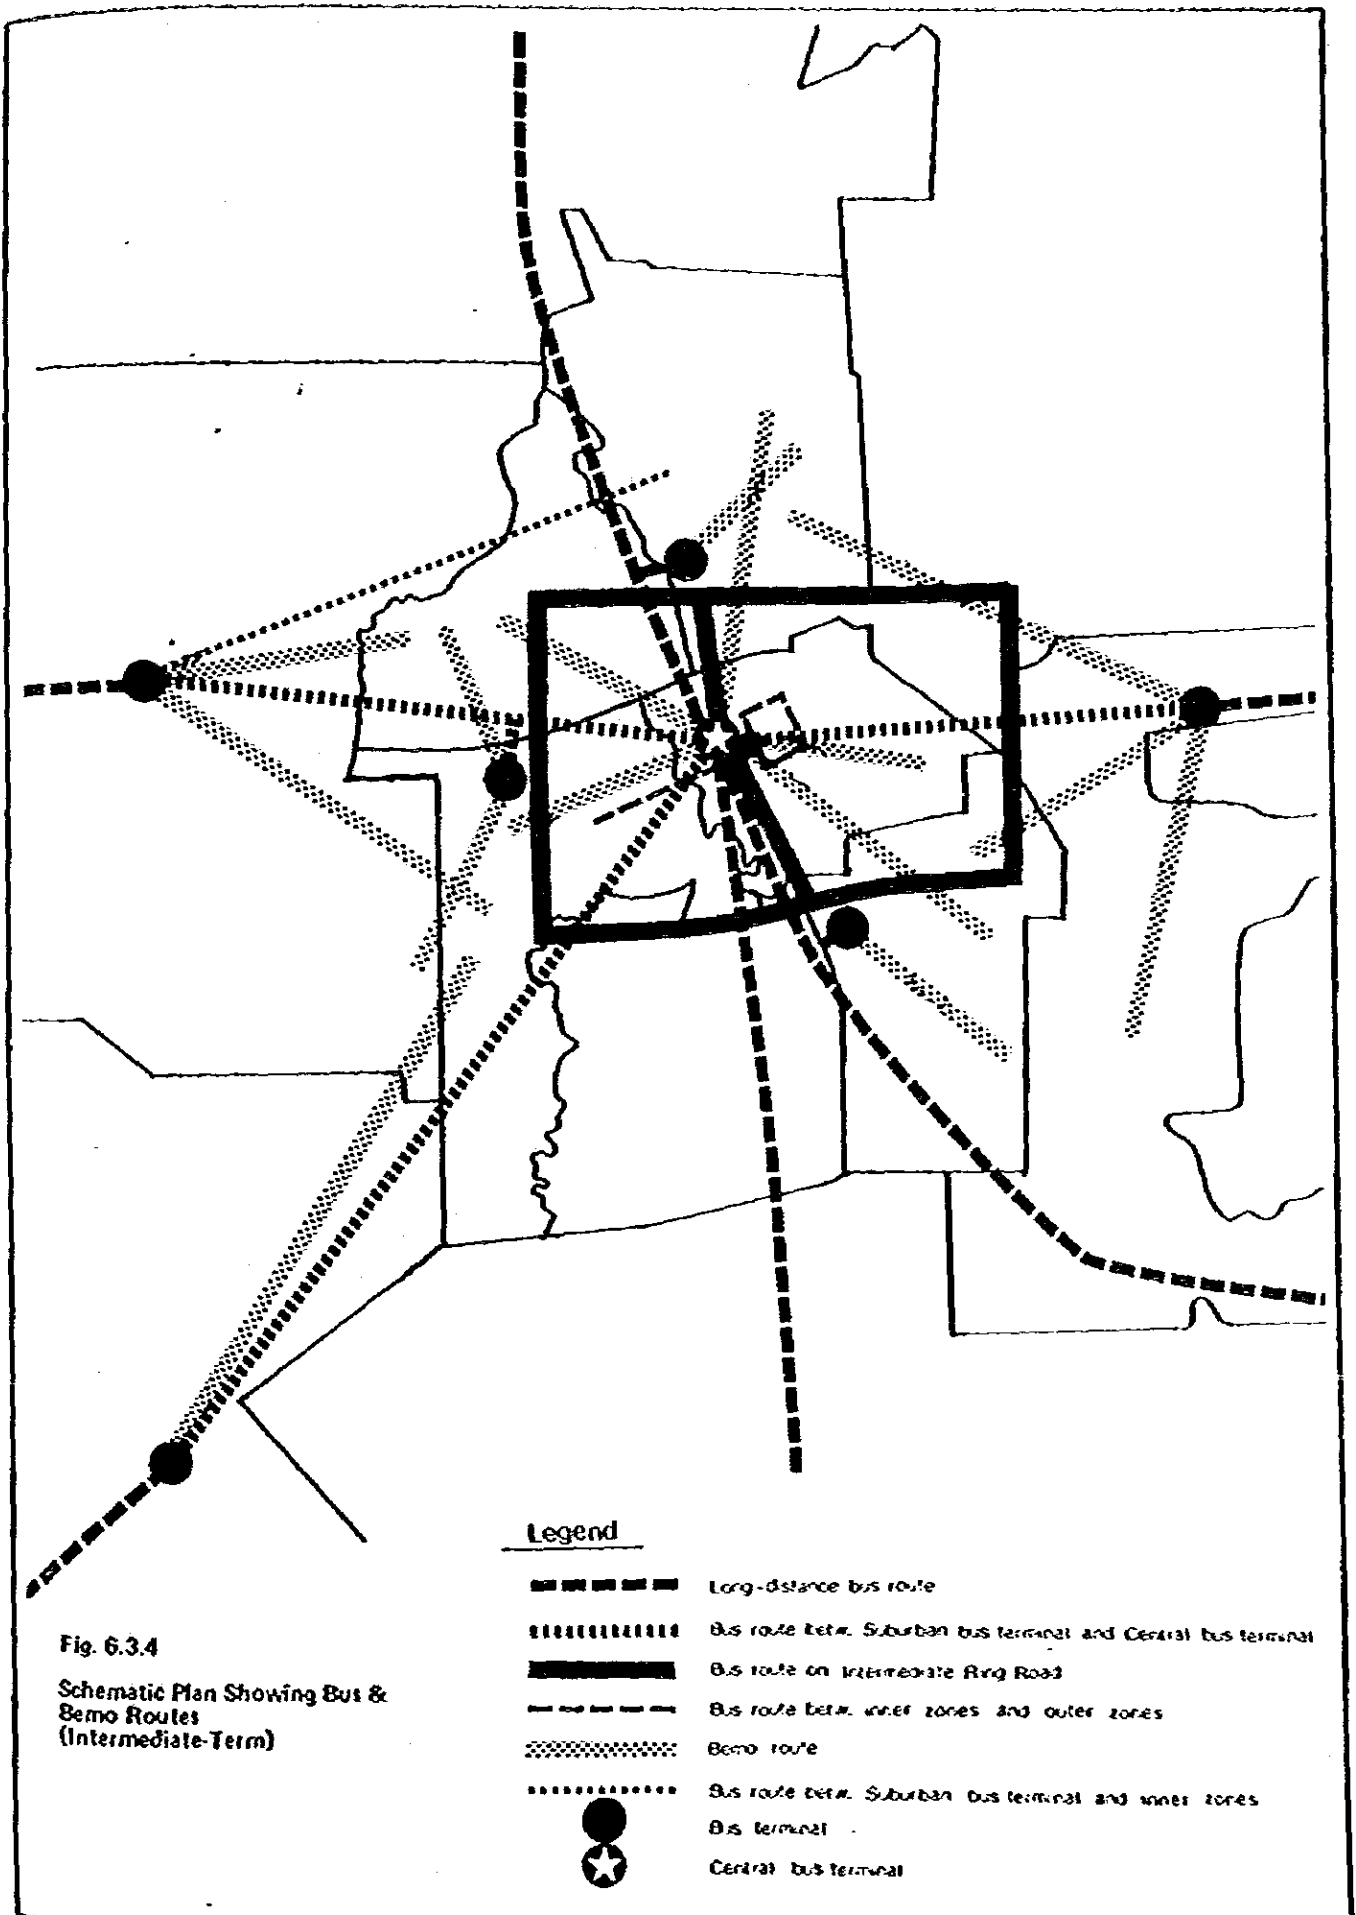 Legend
Long-distance bus route
Bus route betw. Suburban bus terminal and Central bus terminal
Bus route on Intermediate Ring Road
Bus route betw. inner zones and outer zones
Bemo route
Bus route betw. Suburban bus terminal and inner zones
Bus terminal
Central bus terminal
Fig. 6.3.4
Schematic Plan Showing Bus &
Bemo Routes
(Intermediate-Term)